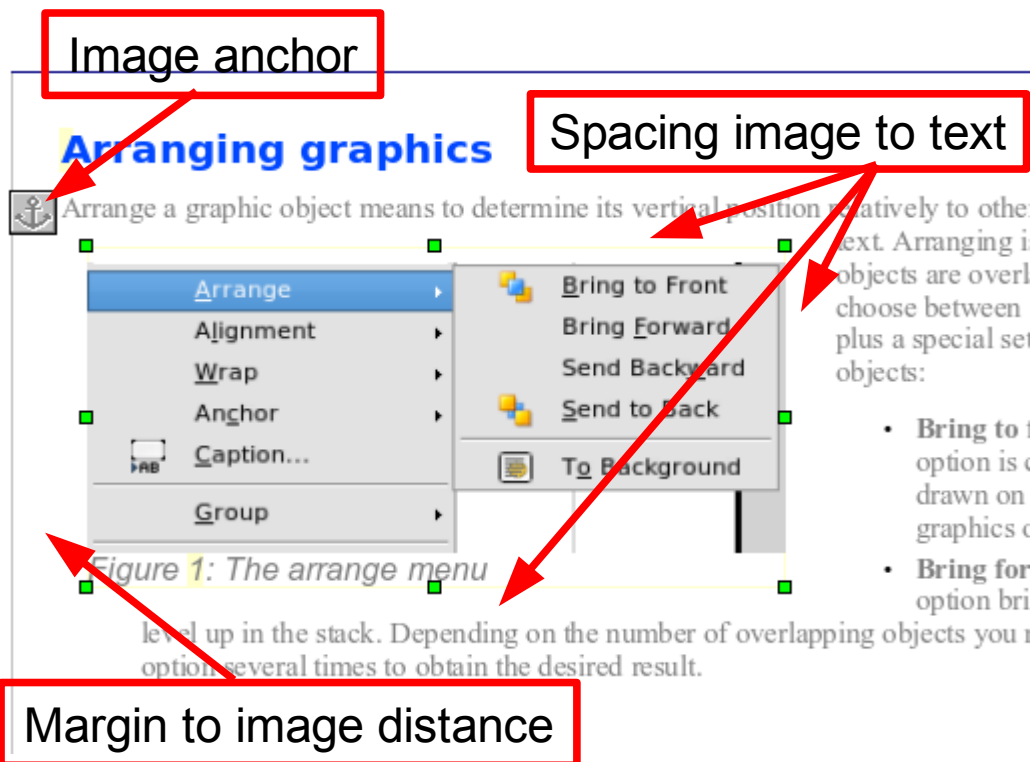 Image anchor
Spacing image to text
Arranging graphics
Arrange a graphic object means to determine its vertical position relatively to othe
text. Arranging is
objects are overl
choose between
plus a special set
objects:
Arrange
Alignment
Wrap
Anchor
Caption...
Group
Bring to Front
Bring Forward
Send Backward
Send to Back
To Background
• Bring to f
option is
drawn on
graphics
• Bring for
option bri
Figure 1: The arrange menu
level up in the stack. Depending on the number of overlapping objects you
option several times to obtain the desired result.
Margin to image distance